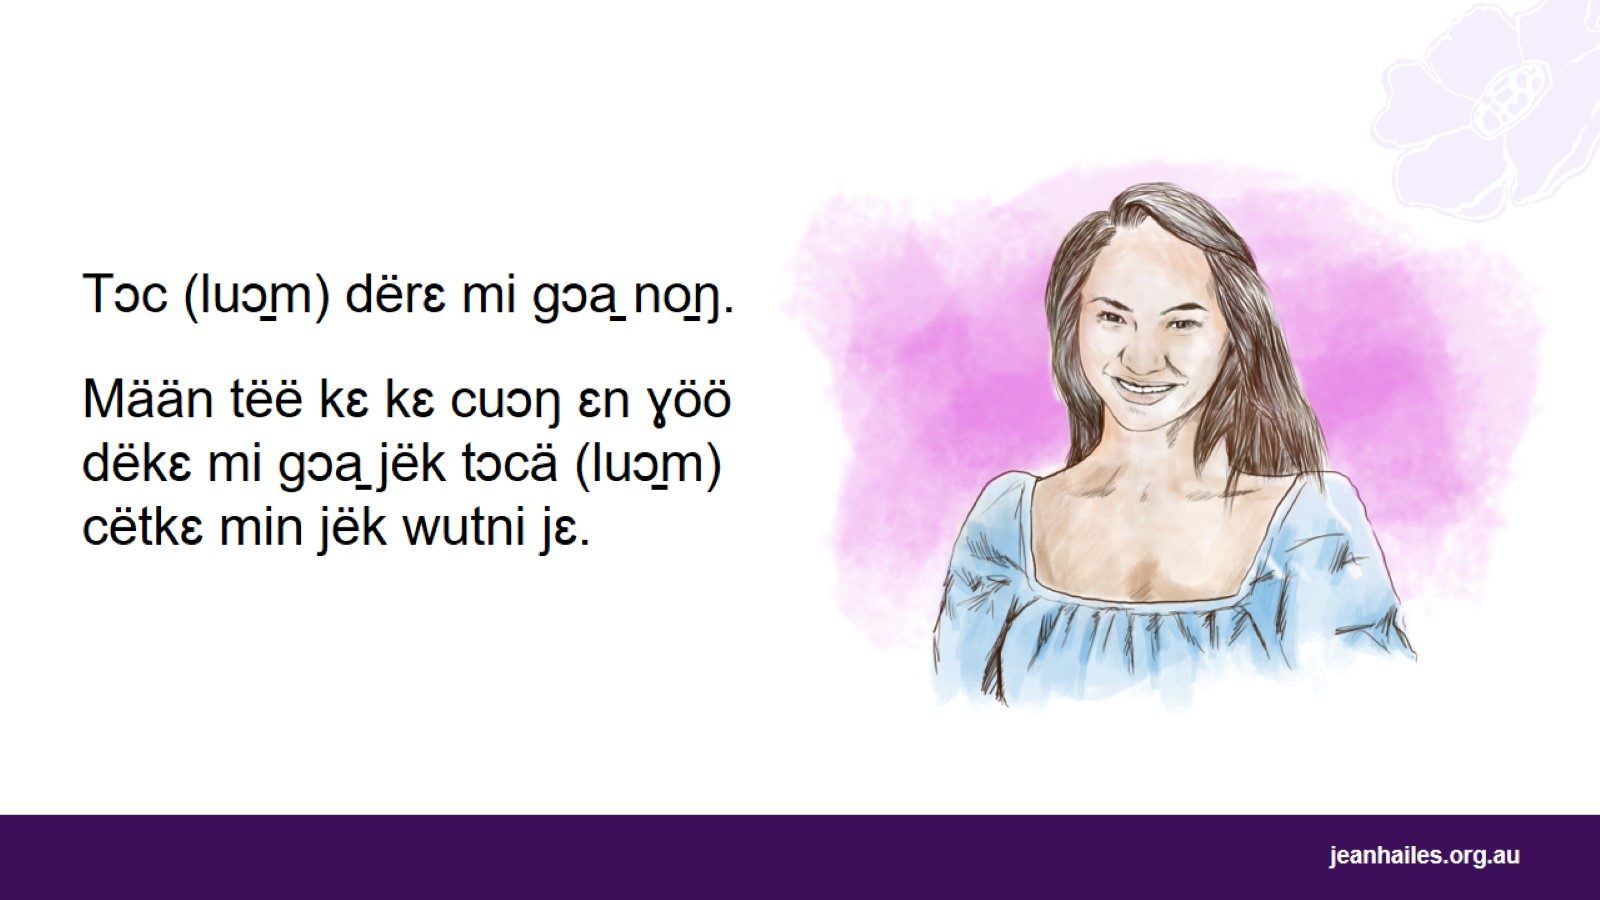 Tɔc (luɔ̱m) dërɛ mi gɔa̱ no̱ŋ.
Mään tëë kɛ kɛ cuɔŋ ɛn ɣöö
dëkɛ mi gɔa̱ jëk tɔcä (luɔ̱m)
cëtkɛ min jëk wutni jɛ.
jeanhailes.org.au